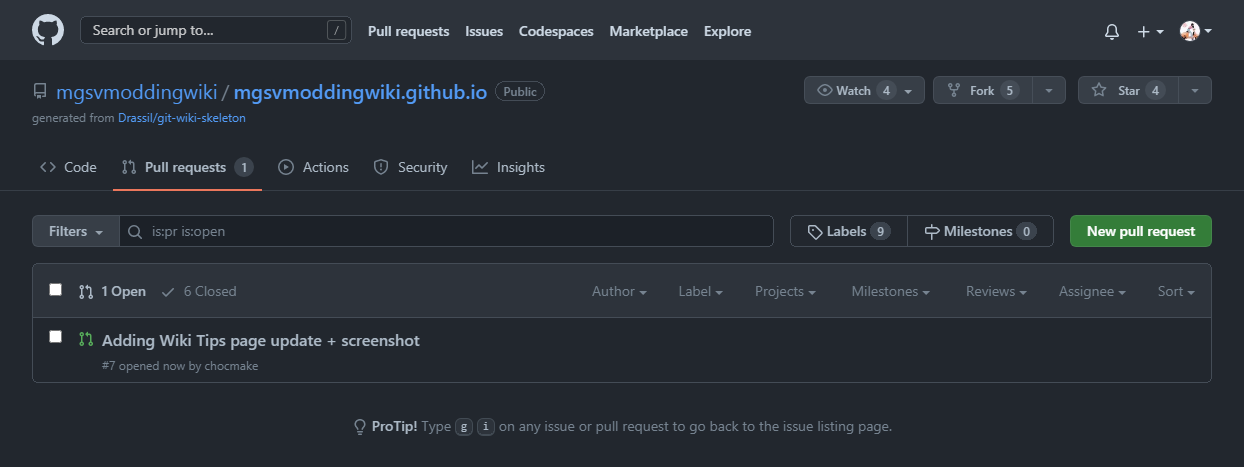 Search or jump to... / Pull requests Issues Codespaces Marketplace Explore
mgsvmoddingwiki / mgsvmoddingwiki.github.io Public Watch 4 Fork 5 Star 4
generated from Drassil/git-wiki-skeleton
Code Pull requests 1 Actions Security Insights
Filters is:pr is:open Labels 9 Milestones 0 New pull request
1 Open 6 Closed Author Label Projects Milestones Reviews Assignee Sort
Adding Wiki Tips page update + screenshot
#7 opened now by chocmake
ProTip! Type g i on any issue or pull request to go back to the issue listing page.